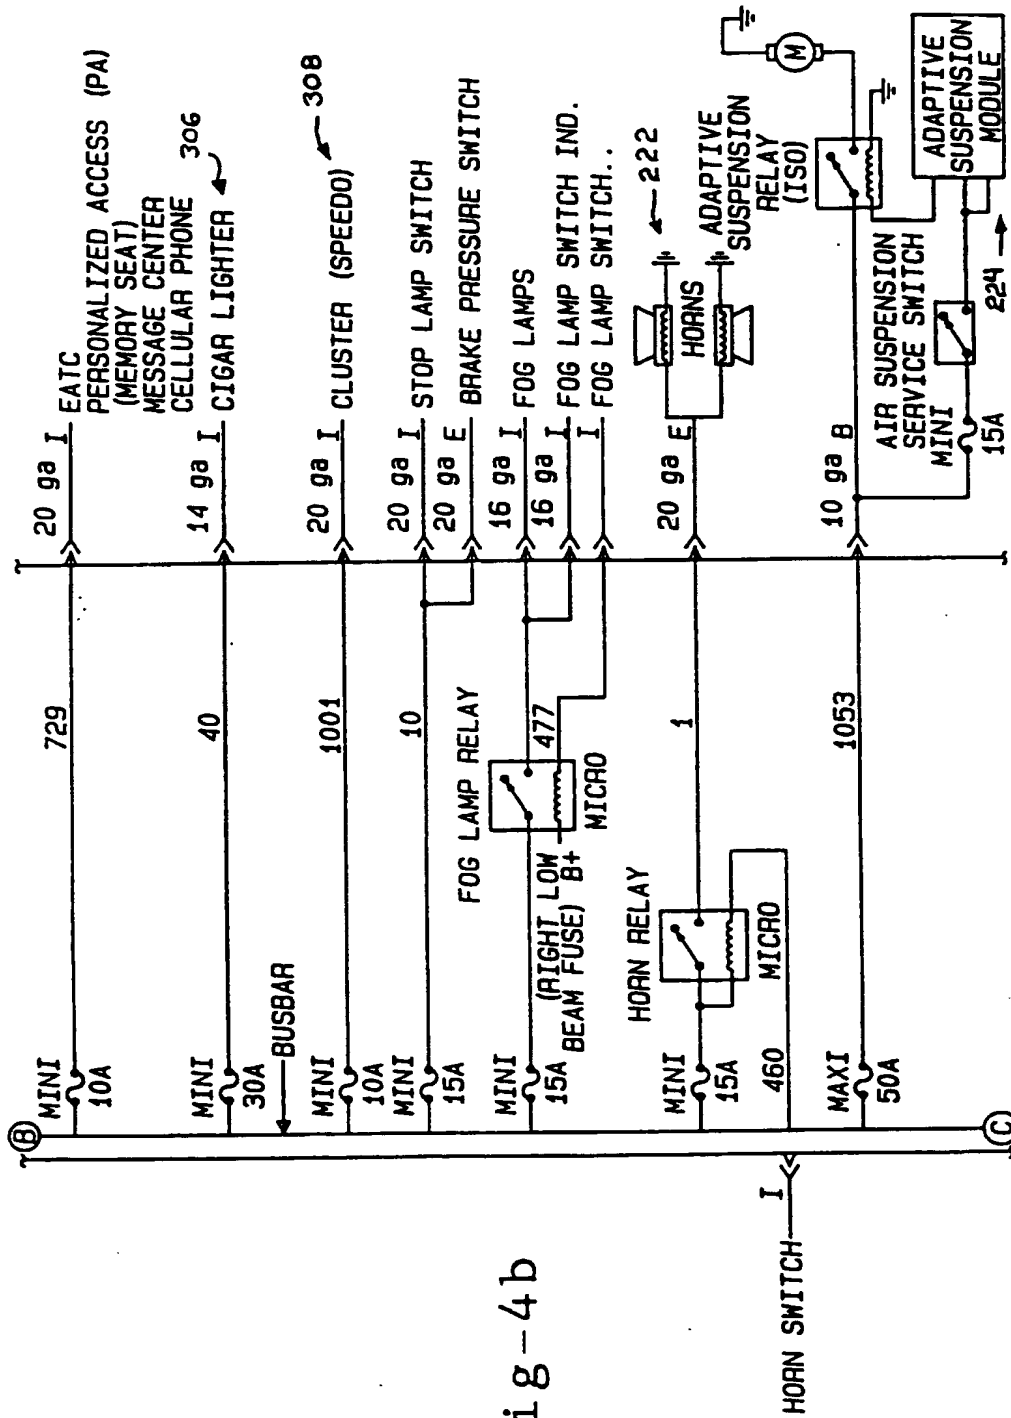 B
C
BUSBAR
MINI
10A
729
20 ga I
EATC
PERSONALIZED ACCESS (PA)
(MEMORY SEAT)
MESSAGE CENTER
CELLULAR PHONE
306
MINI
30A
40
14 ga I
CIGAR LIGHTER
MINI
10A
1001
20 ga I
CLUSTER (SPEEDO)
308
MINI
15A
10
20 ga I
STOP LAMP SWITCH
20 ga E
BRAKE PRESSURE SWITCH
MINI
15A
FOG LAMP RELAY
MICRO
477
(RIGHT LOW
BEAM FUSE) B+
16 ga I
FOG LAMPS
16 ga I
FOG LAMP SWITCH IND.
I
FOG LAMP SWITCH..
MINI
15A
HORN RELAY
MICRO
460
1
20 ga E
HORNS
222
HORN SWITCH
I
MAXI
50A
1053
10 ga B
ADAPTIVE
SUSPENSION
RELAY
(ISO)
M
AIR SUSPENSION
SERVICE SWITCH
MINI
15A
224
ADAPTIVE
SUSPENSION
MODULE
ig-4b